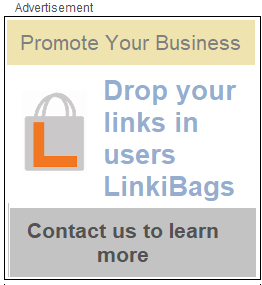 Advertisement
Promote Your Business
L
Drop your
links in
users
LinkiBags
Contact us to learn
more